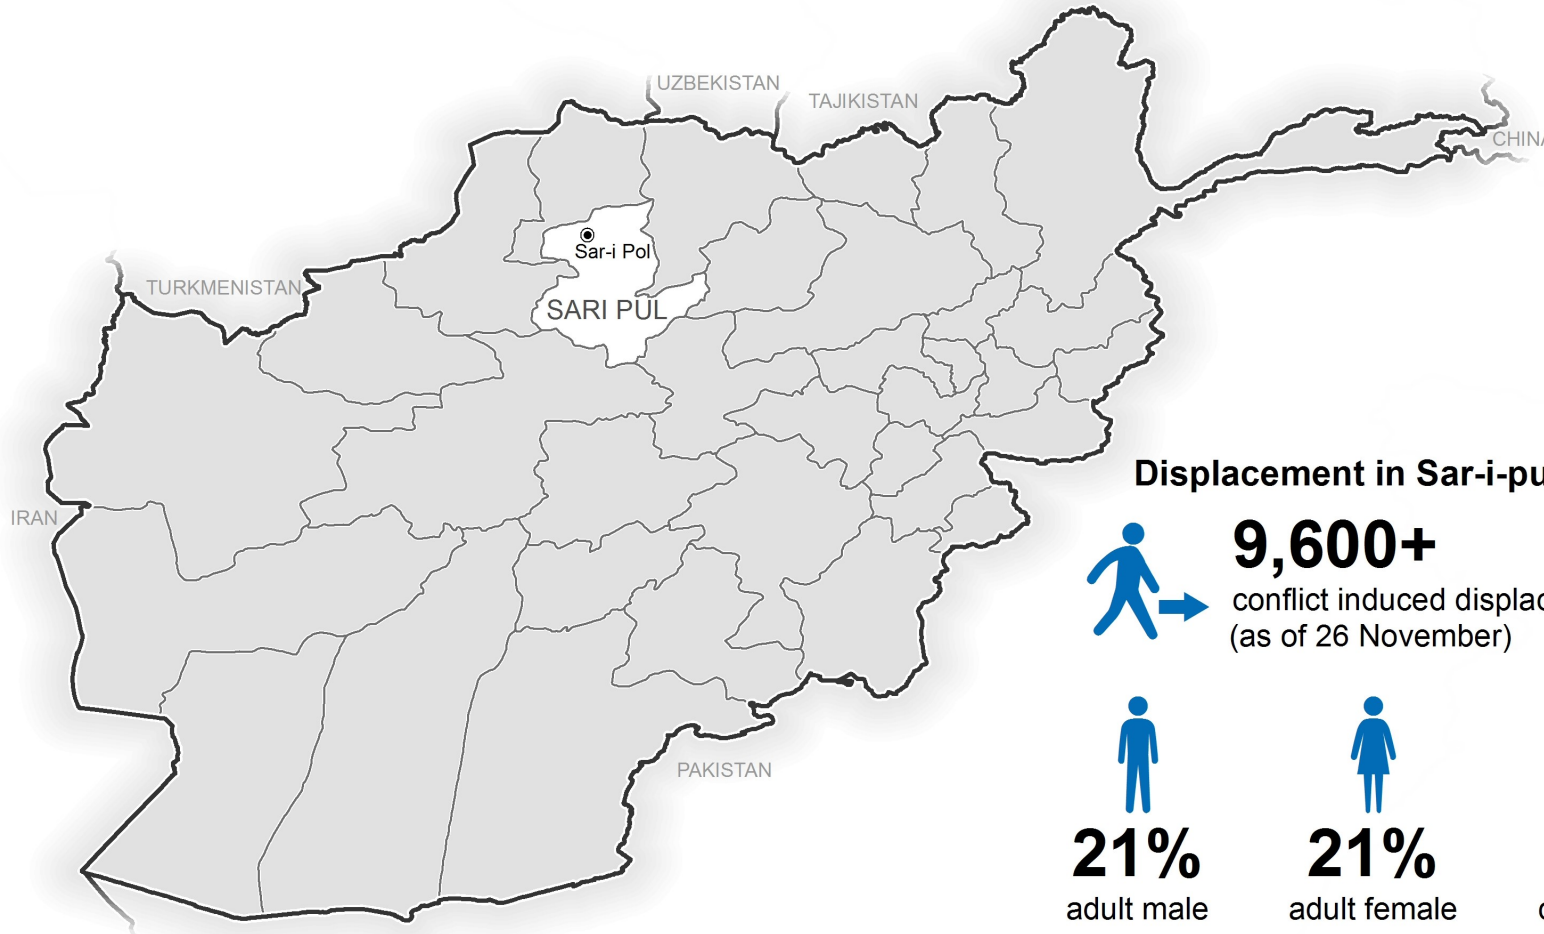 UZBEKISTAN
TAJIKISTAN
CHINA
Sar-i Pol
TURKMENISTAN
SARI PUL
Displacement in Sar-i-pu
IRAN
9,600+
conflict induced displac
(as of 26 November)
PAKISTAN
21% 21%
adult male adult female